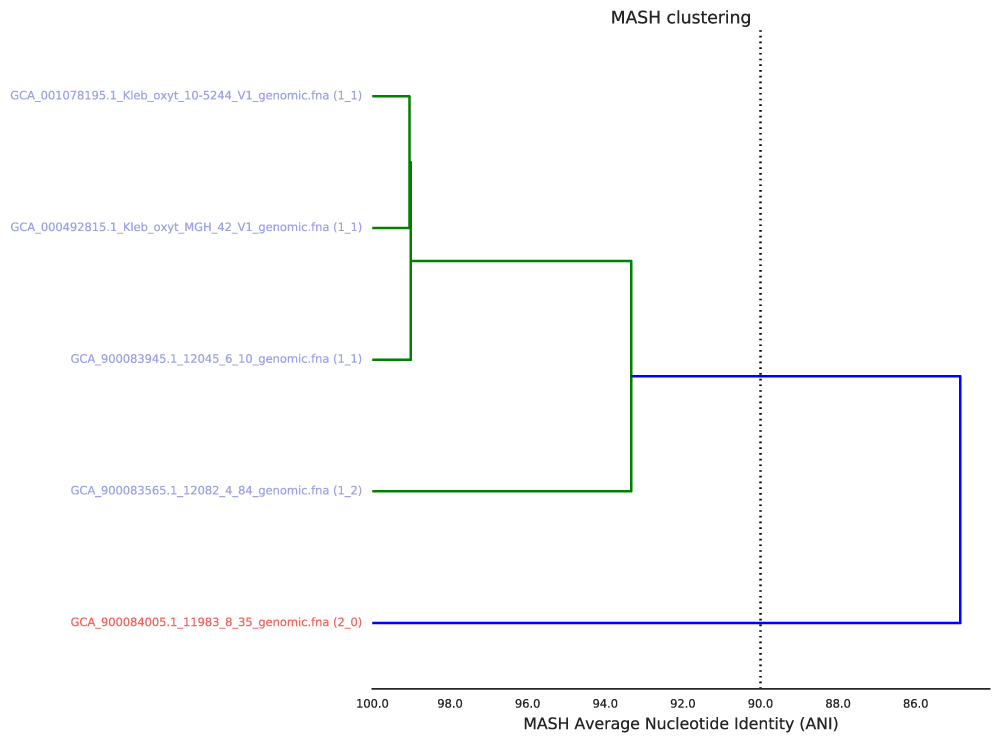 MASH clustering
GCA_001078195.1_Kleb_oxyt_10-5244_V1_genomic.fna (1_1)
GCA_000492815.1_Kleb_oxyt_MGH_42_V1_genomic.fna (1_1)
GCA_900083945.1_12045_6_10_genomic.fna (1_1)
GCA_900083565.1_12082_4_84_genomic.fna (1_2)
GCA_900084005.1_11983_8_35_genomic.fna (2_0)
100.0 98.0 96.0 94.0 92.0 90.0 88.0 86.0
MASH Average Nucleotide Identity (ANI)